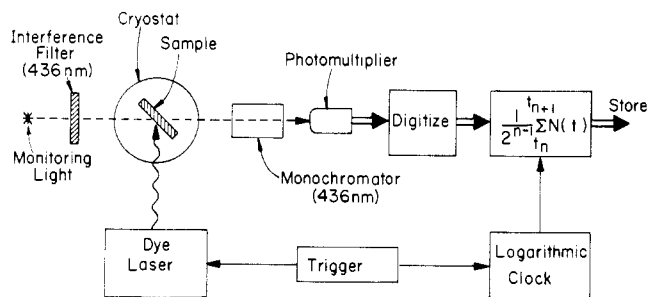 Cryostat
Interference
Filter
(436nm)
Sample
Photomultiplier
Store
Digitize
t_{n+1}
1/2^{n-1} ΣN(t)
t_n
Monitoring
Light
Monochromator
(436nm)
Dye
Laser
Trigger
Logarithmic
Clock